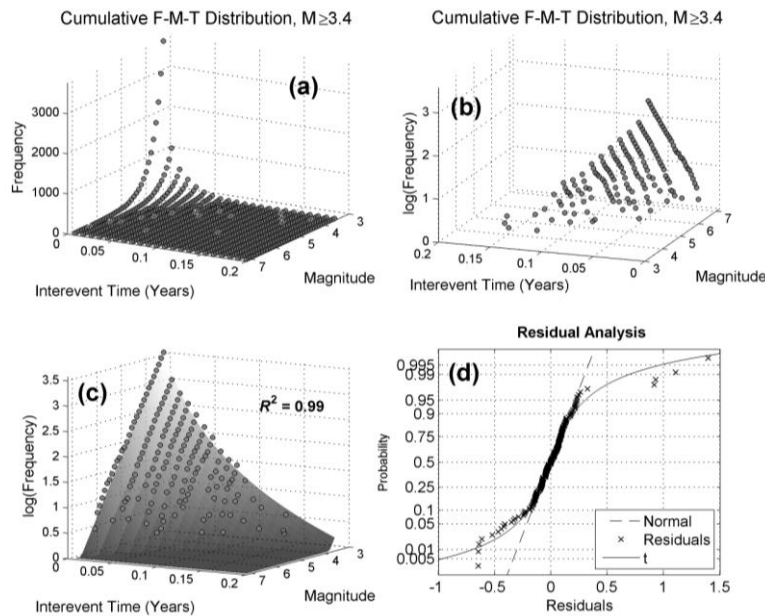 Cumulative F-M-T Distribution, M≥3.4
(a)
Frequency
3000
2000
1000
0
0
0.05
0.1
0.15
0.2
7
6
5
4
3
Interevent Time (Years)
Magnitude
Cumulative F-M-T Distribution, M≥3.4
(b)
log(Frequency)
3
2
1
0
0.2
0.15
0.1
0.05
0
3
4
5
6
7
Interevent Time (Years)
Magnitude
(c)
R² = 0.99
log(Frequency)
3.5
3
2.5
2
1.5
1
0.5
0
0
0.05
0.1
0.15
0.2
7
6
5
4
3
Interevent Time (Years)
Magnitude
Residual Analysis
(d)
Probability
0.995
0.99
0.95
0.9
0.75
0.5
0.25
0.1
0.05
0.01
0.005
-1
-0.5
0
0.5
1
1.5
Residuals
Normal
Residuals
t